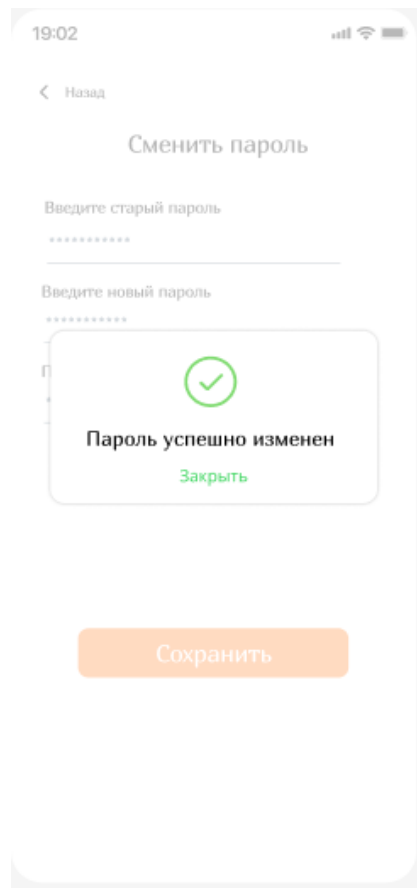 19:02
Назад
Сменить пароль
Введите старый пароль
•••••••••••
Введите новый пароль
•••••••••••
П
Пароль успешно изменен
Закрыть
Сохранить